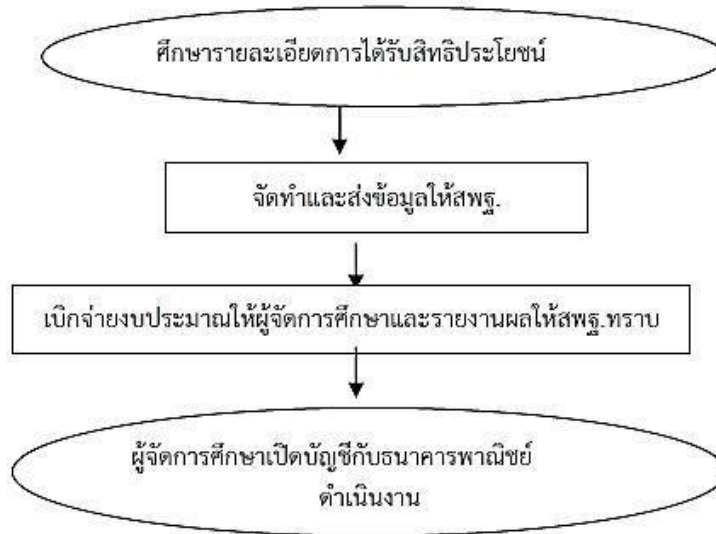 ศึกษารายละเอียดการได้รับสิทธิประโยชน์
จัดทำและส่งข้อมูลให้สพฐ.
เบิกจ่ายงบประมาณให้ผู้จัดการศึกษาและรายงานผลให้สพฐ.ทราบ
ผู้จัดการศึกษาเปิดบัญชีกับธนาคารพาณิชย์
ดำเนินงาน